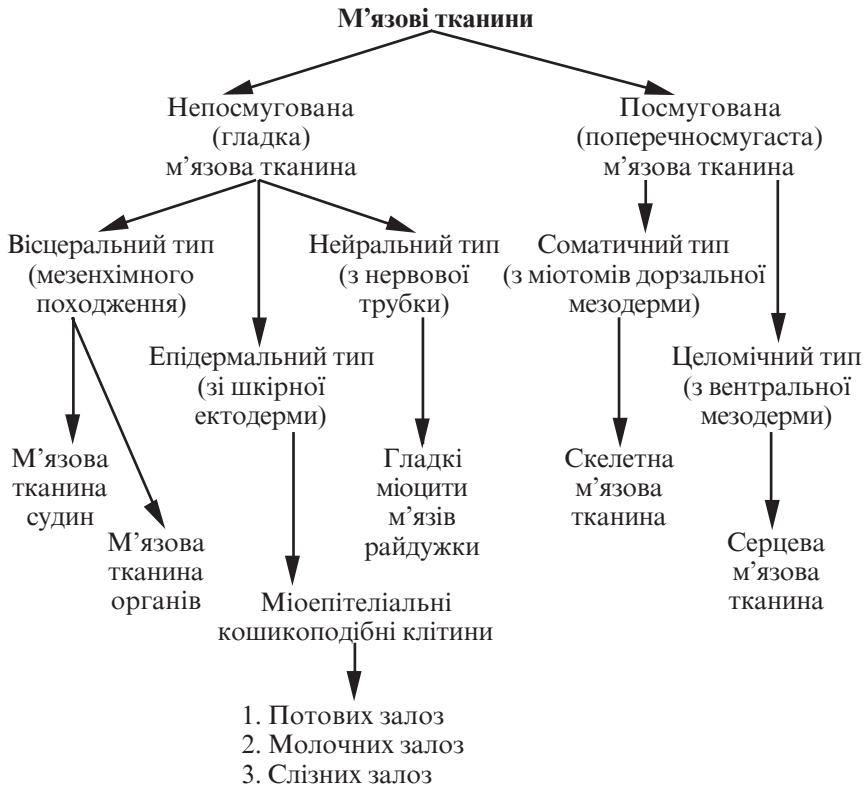 М’язові тканини
Непосмугована
(гладка)
м’язова тканина
Посмугована
(поперечносмугаста)
м’язова тканина
Вісцеральний тип
(мезенхімного
походження)
Нейральний тип
(з нервової
трубки)
Соматичний тип
(з міотомів дорзальної
мезодерми)
Епідермальний тип
(зі шкірної
ектодерми)
Целомічний тип
(з вентральної
мезодерми)
М’язова
тканина
судин
Гладкі
міоцити
м’язів
райдужки
Скелетна
м’язова
тканина
М’язова
тканина
органів
Серцева
м’язова
тканина
Міоепітеліальні
кошикоподібні клітини
1. Потових залоз
2. Молочних залоз
3. Слізних залоз